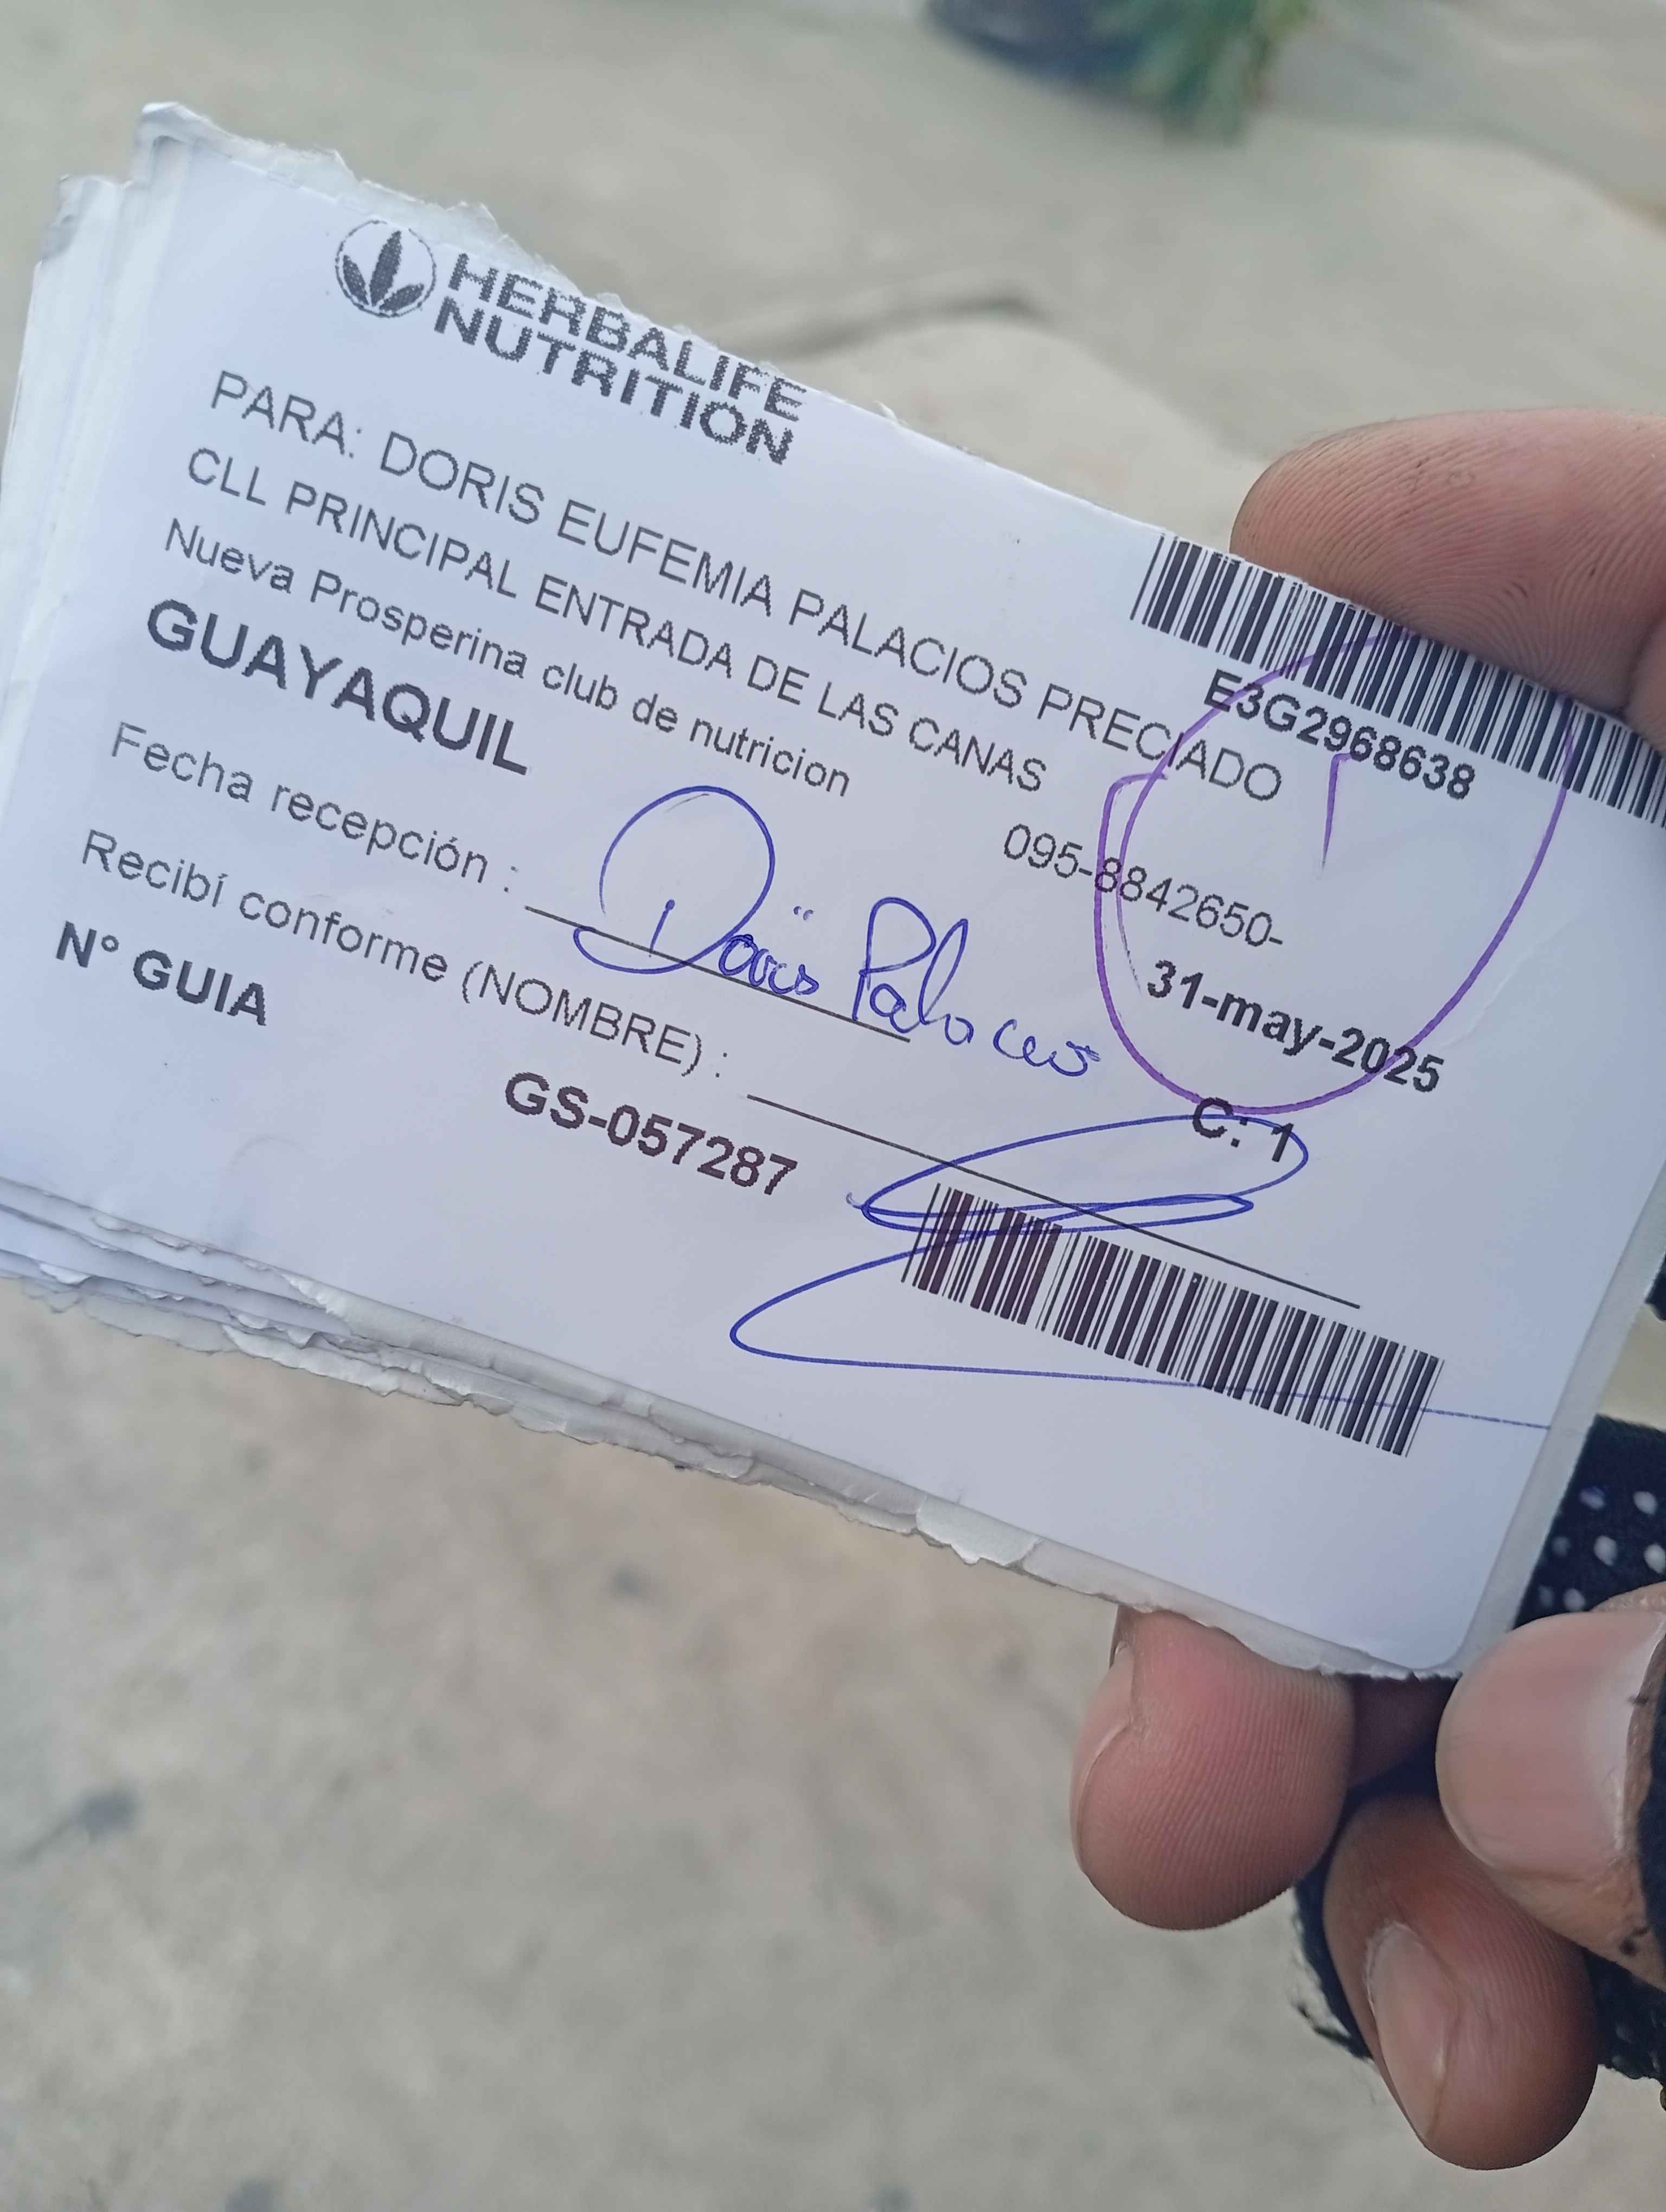 HERBALIFE
NUTRITION
PARA: DORIS EUFEMIA PALACIOS PRECIADO
CLL PRINCIPAL ENTRADA DE LAS CANAS
Nueva Prosperina club de nutricion
GUAYAQUIL
E3G2968638
095-8842650-
31-may-2025
C: 1
Fecha recepción :
Doris Palacios
Recibí conforme (NOMBRE) :
N° GUIA
GS-057287